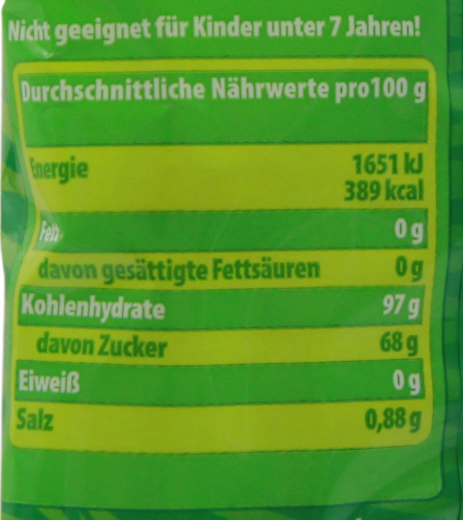 Nicht geeignet für Kinder unter 7 Jahren!
Durchschnittliche Nährwerte pro100 g
Energie 1651 kJ
389 kcal
Fett 0 g
davon gesättigte Fettsäuren 0 g
Kohlenhydrate 97 g
davon Zucker 68 g
Eiweiß 0 g
Salz 0,88 g